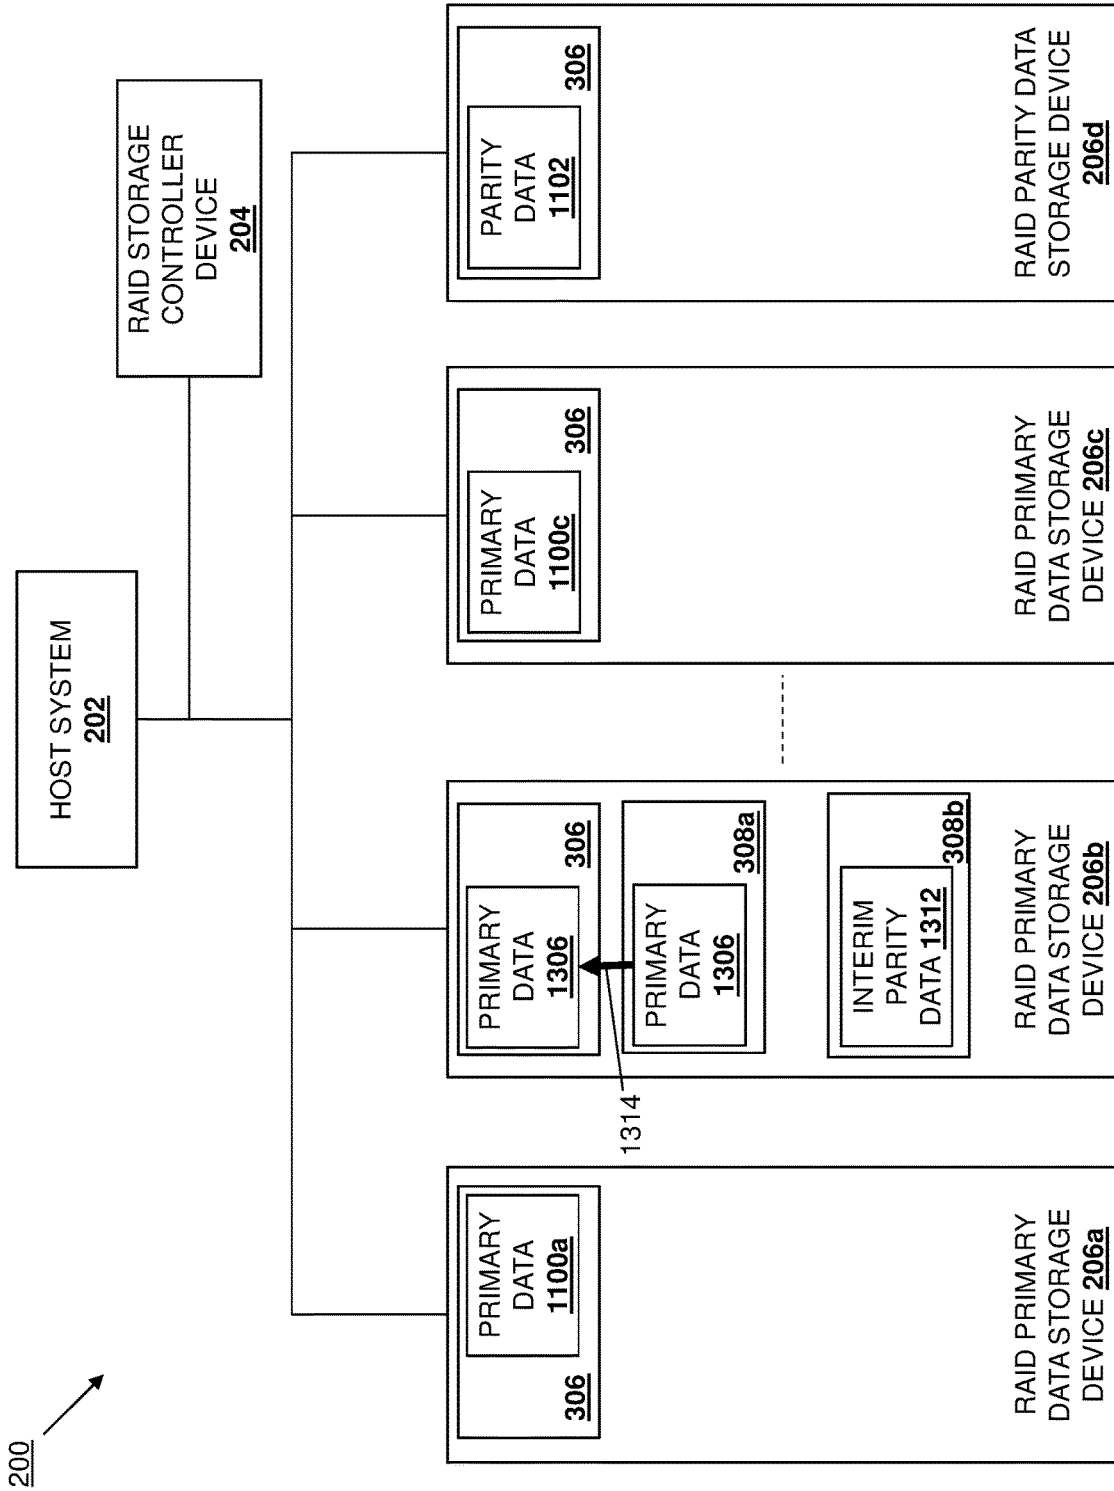 200
HOST SYSTEM
202
RAID STORAGE
CONTROLLER
DEVICE
204
PRIMARY
DATA
1100a
306
RAID PRIMARY
DATA STORAGE
DEVICE 206a
PRIMARY
DATA
1306
306
1314
PRIMARY
DATA
1306
308a
INTERIM
PARITY
DATA 1312
308b
RAID PRIMARY
DATA STORAGE
DEVICE 206b
PRIMARY
DATA
1100c
306
RAID PRIMARY
DATA STORAGE
DEVICE 206c
PARITY
DATA
1102
306
RAID PARITY DATA
STORAGE DEVICE
206d